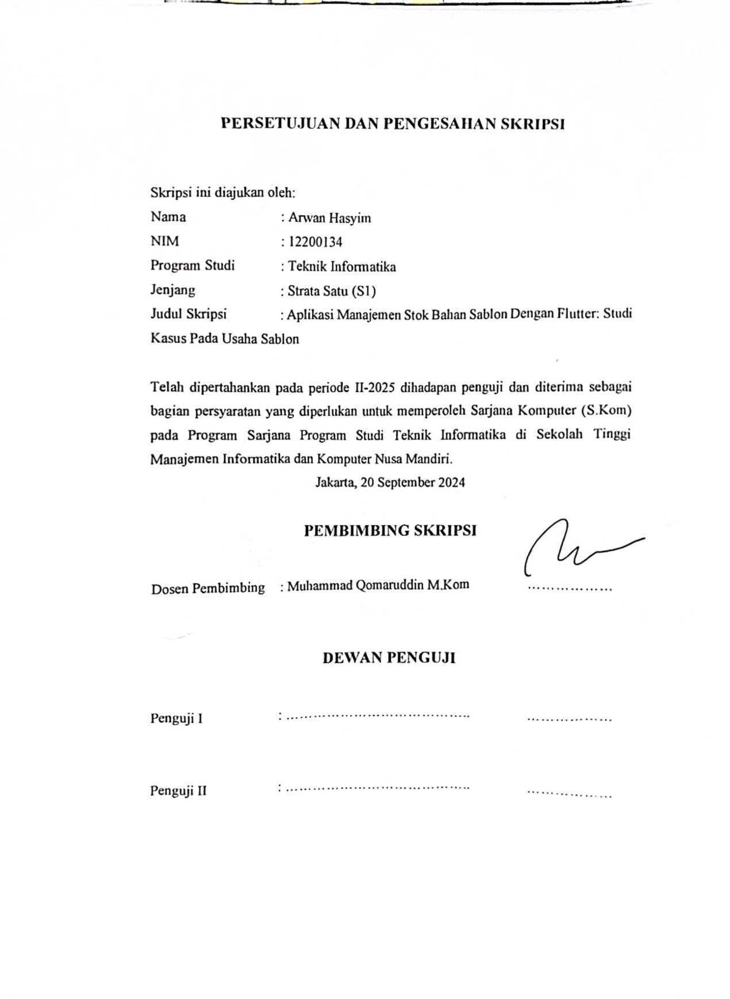 PERSETUJUAN DAN PENGESAHAN SKRIPSI
Skripsi ini diajukan oleh:
Nama : Arwan Hasyim
NIM : 12200134
Program Studi : Teknik Informatika
Jenjang : Strata Satu (S1)
Judul Skripsi : Aplikasi Manajemen Stok Bahan Sablon Dengan Flutter: Studi
Kasus Pada Usaha Sablon
Telah dipertahankan pada periode II-2025 dihadapan penguji dan diterima sebagai
bagian persyaratan yang diperlukan untuk memperoleh Sarjana Komputer (S.Kom)
pada Program Sarjana Program Studi Teknik Informatika di Sekolah Tinggi
Manajemen Informatika dan Komputer Nusa Mandiri.
Jakarta, 20 September 2024
PEMBIMBING SKRIPSI
Dosen Pembimbing : Muhammad Qomaruddin M.Kom ..................
DEWAN PENGUJI
Penguji I : ....................................... ..................
Penguji II : ....................................... ..................